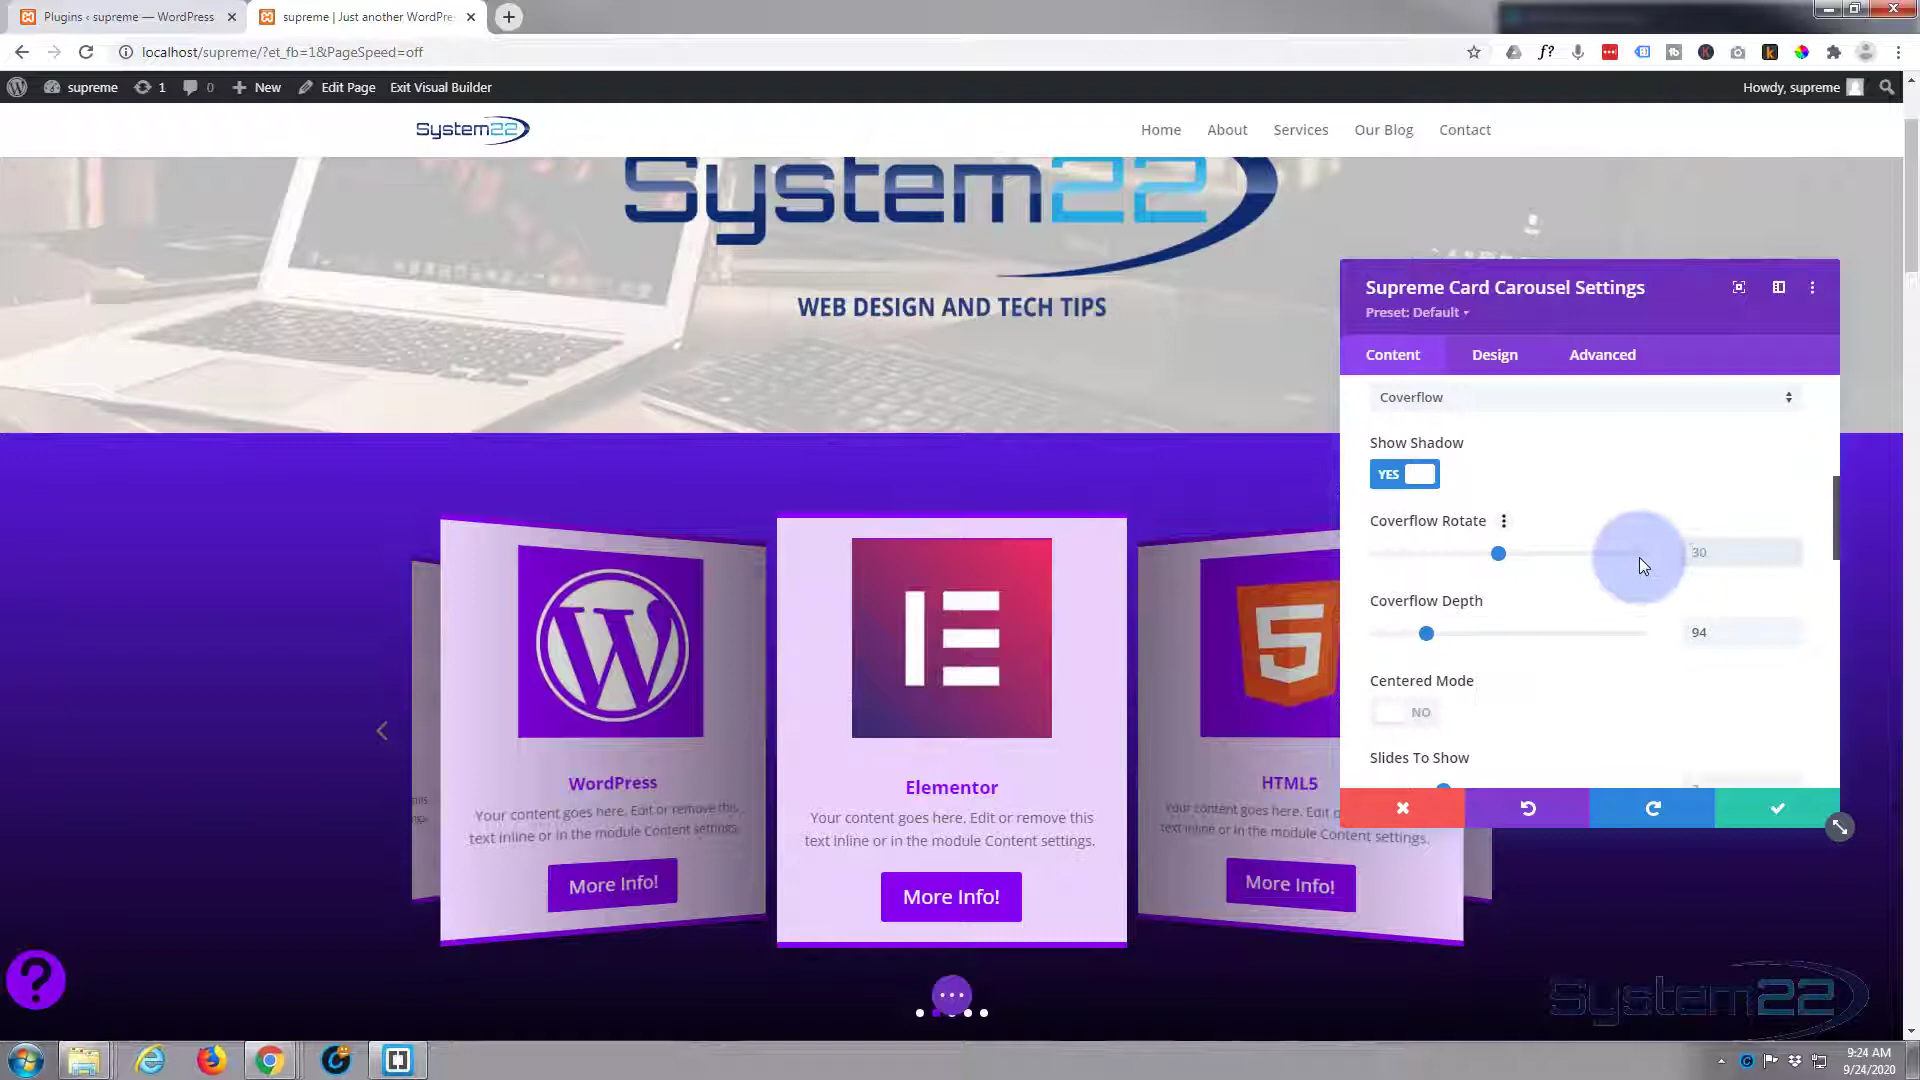 Plugins ‹ supreme — WordPress
supreme | Just another WordPre
localhost/supreme/?et_fb=1&PageSpeed=off
supreme
1
0
New
Edit Page
Exit Visual Builder
Howdy, supreme
System22
Home
About
Services
Our Blog
Contact
System22
WEB DESIGN AND TECH TIPS
Supreme Card Carousel Settings
Preset: Default
Content
Design
Advanced
Coverflow
Show Shadow
YES
Coverflow Rotate
30
Coverflow Depth
94
Centered Mode
NO
Slides To Show
WordPress
Your content goes here. Edit or remove this
text inline or in the module Content settings.
More Info!
Elementor
Your content goes here. Edit or remove this
text inline or in the module Content settings.
More Info!
HTML5
Your content goes here. Edit
text inline or in the module Content settings.
More Info!
System22
9:24 AM
9/24/2020